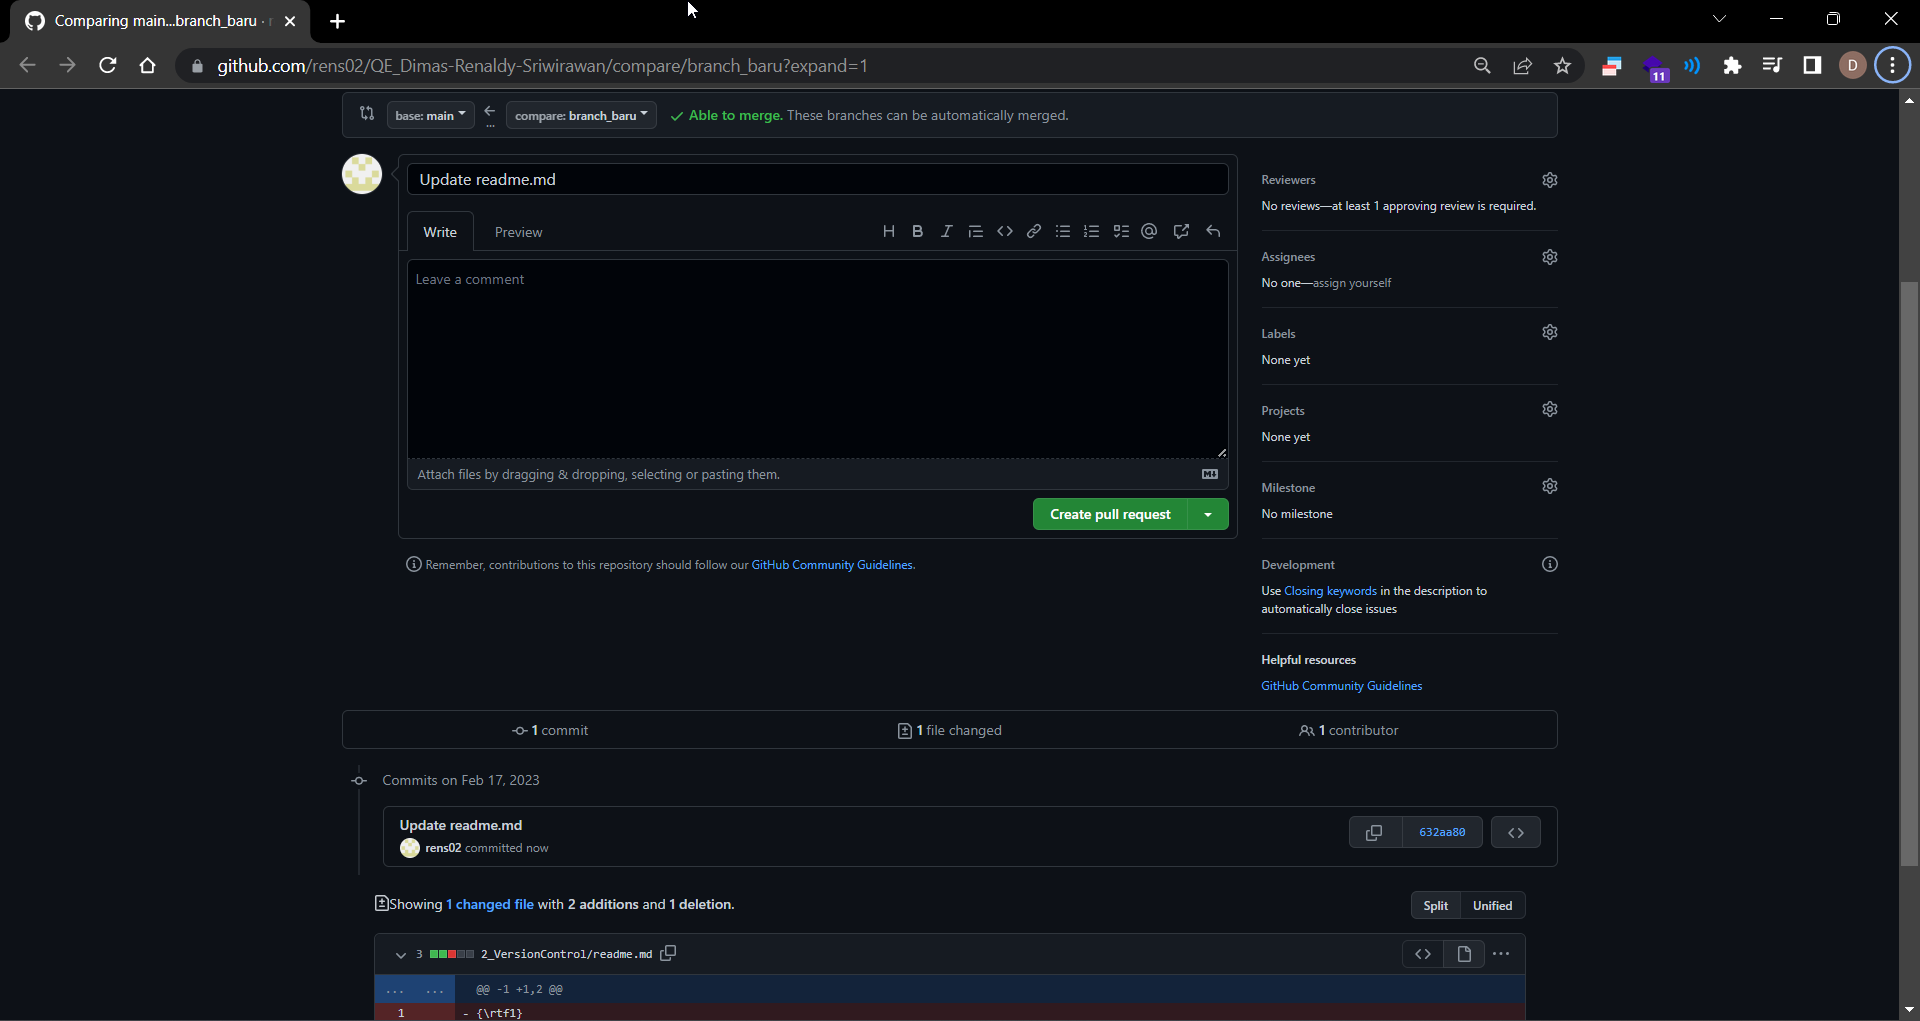 Comparing main...branch_baru ·
github.com/rens02/QE_Dimas-Renaldy-Sriwirawan/compare/branch_baru?expand=1
11
D
base: main
...
compare: branch_baru
Able to merge. These branches can be automatically merged.
Update readme.md
Write
Preview
Leave a comment
Attach files by dragging & dropping, selecting or pasting them.
Create pull request
Remember, contributions to this repository should follow our GitHub Community Guidelines.
Reviewers
No reviews—at least 1 approving review is required.
Assignees
No one—assign yourself
Labels
None yet
Projects
None yet
Milestone
No milestone
Development
Use Closing keywords in the description to
automatically close issues
Helpful resources
GitHub Community Guidelines
1 commit
1 file changed
1 contributor
Commits on Feb 17, 2023
Update readme.md
rens02 committed now
632aa80
Showing 1 changed file with 2 additions and 1 deletion.
Split
Unified
3
2_VersionControl/readme.md
...
...
@@ -1 +1,2 @@
1
- {\rtf1}